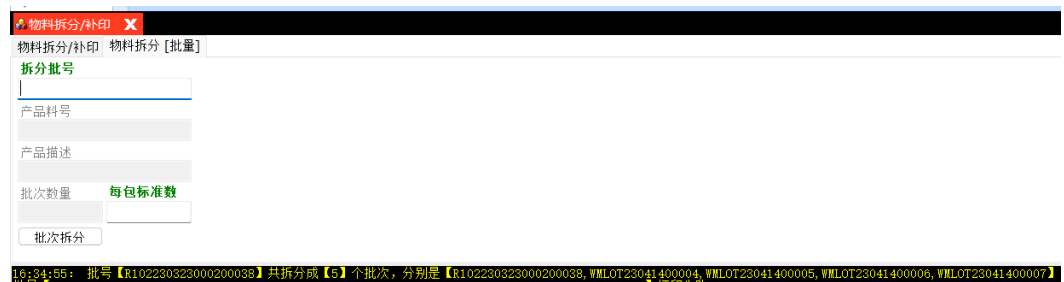 物料拆分/补印 X
物料拆分/补印 物料拆分 [批量]
拆分批号
产品料号
产品描述
批次数量 每包标准数
批次拆分
16:34:55: 批号【R102230323000200038】共拆分成【5】个批次，分别是【R102230323000200038,WMLOT23041400004,WMLOT23041400005,WMLOT23041400006,WMLOT23041400007】